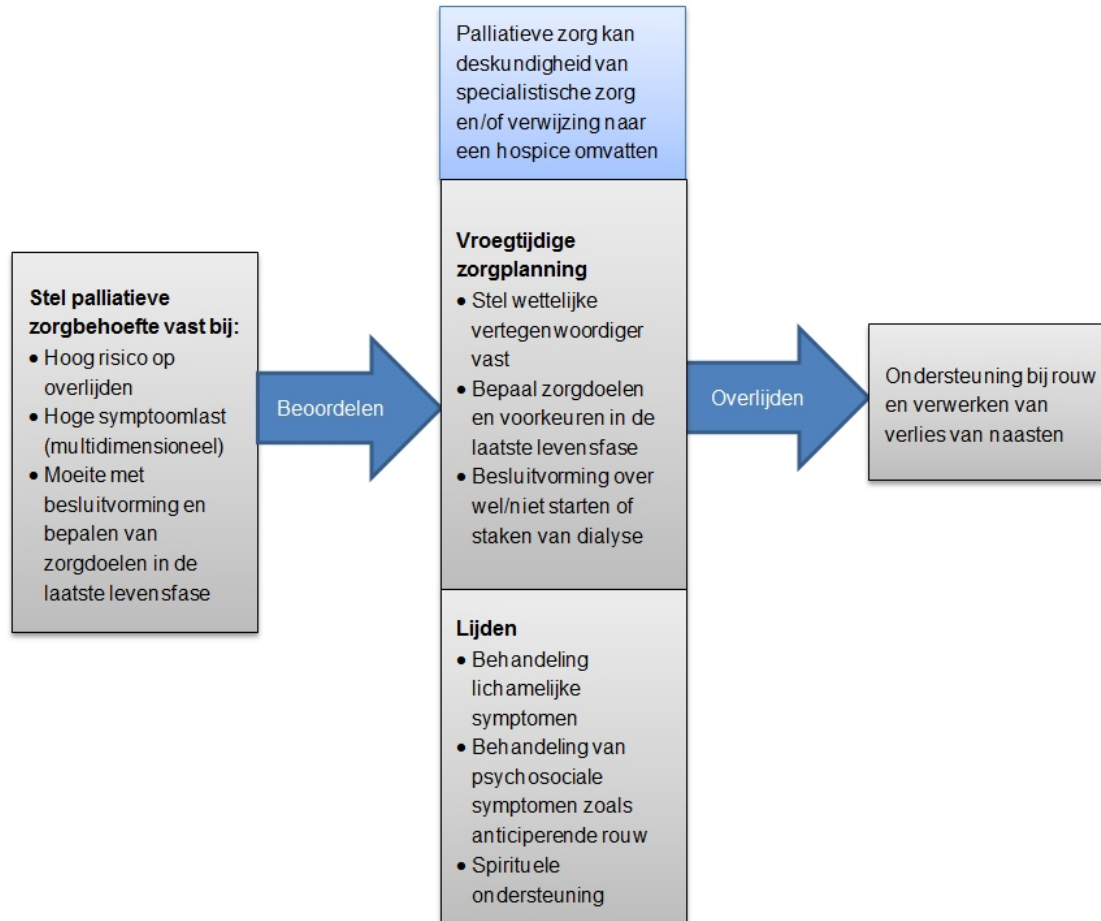 Palliatieve zorg kan
deskundigheid van
specialistische zorg
en/of verwijzing naar
een hospice omvatten
Stel palliatieve
zorgbehoefte vast bij:
• Hoog risico op
overlijden
• Hoge symptoomlast
(multidimensioneel)
• Moeite met
besluitvorming en
bepalen van
zorgdoelen in de
laatste levensfase
Beoordelen
Vroegtijdige
zorgplanning
• Stel wettelijke
vertegenwoordiger
vast
• Bepaal zorgdoelen
en voorkeuren in de
laatste levensfase
• Besluitvorming over
wel/niet starten of
staken van dialyse
Lijden
• Behandeling
lichamelijke
symptomen
• Behandeling van
psychosociale
symptomen zoals
anticiperende rouw
• Spirituele
ondersteuning
Overlijden
Ondersteuning bij rouw
en verwerken van
verlies van naasten